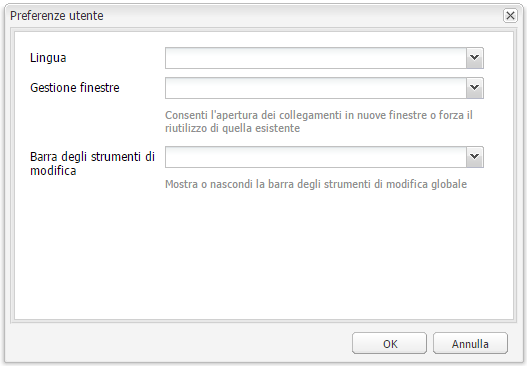 Preferenze utente
Lingua
Gestione finestre
Consenti l'apertura dei collegamenti in nuove finestre o forza il
riutilizzo di quella esistente
Barra degli strumenti di
modifica
Mostra o nascondi la barra degli strumenti di modifica globale
OK
Annulla